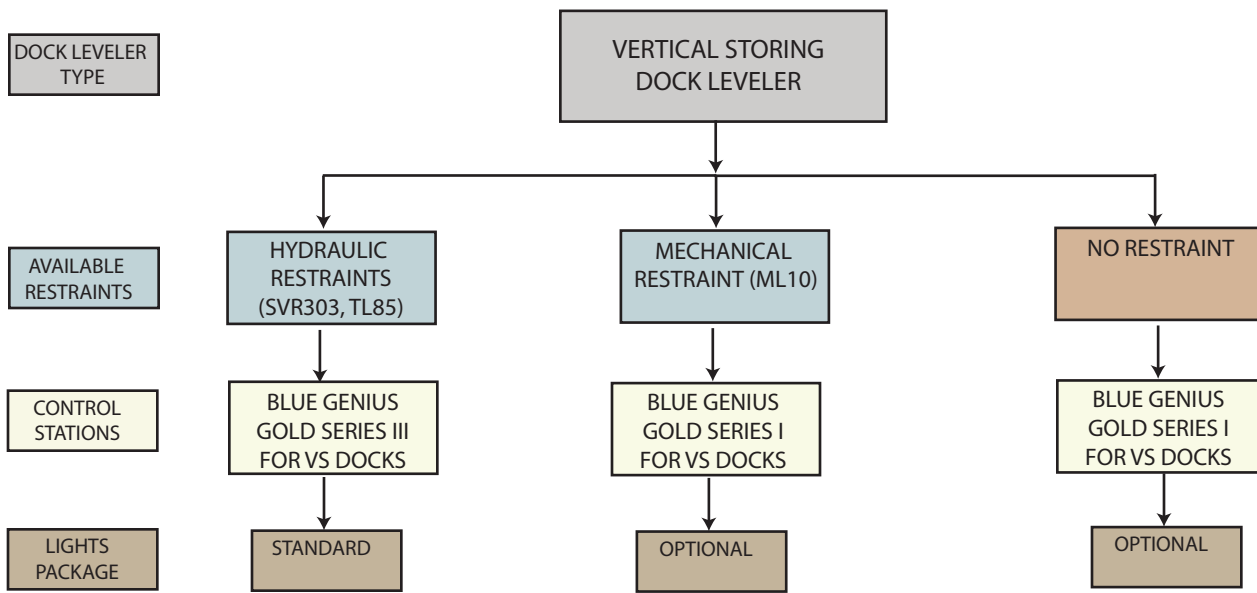 DOCK LEVELER
TYPE
VERTICAL STORING
DOCK LEVELER
AVAILABLE
RESTRAINTS
HYDRAULIC
RESTRAINTS
(SVR303, TL85)
MECHANICAL
RESTRAINT (ML10)
NO RESTRAINT
CONTROL
STATIONS
BLUE GENIUS
GOLD SERIES III
FOR VS DOCKS
BLUE GENIUS
GOLD SERIES I
FOR VS DOCKS
BLUE GENIUS
GOLD SERIES I
FOR VS DOCKS
LIGHTS
PACKAGE
STANDARD
OPTIONAL
OPTIONAL